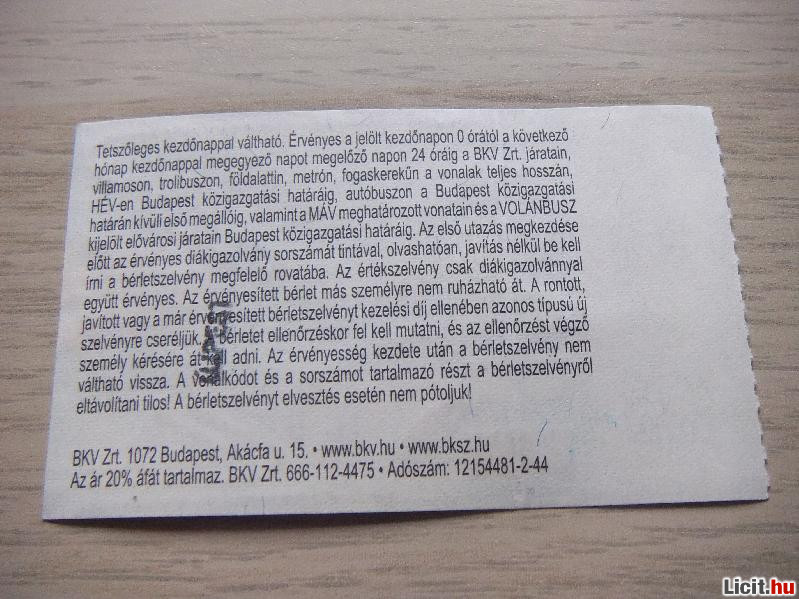 Tetszőleges kezdőnappal váltható. Érvényes a jelölt kezdőnapon 0 órától a következő
hónap kezdőnappal megegyező napot megelőző napon 24 óráig a BKV Zrt. járatain,
villamoson, trolibuszon, földalattin, metrón, fogaskerekűn a vonalak teljes hosszán,
HÉV-en Budapest közigazgatási határáig, autóbuszon a Budapest közigazgatási
határán kívüli első megállóig, valamint a MÁV meghatározott vonatain és a VOLÁNBUSZ
kijelölt elővárosi járatain Budapest közigazgatási határáig. Az első utazás megkezdése
előtt az érvényes diákigazolvány sorszámát tintával, olvashatóan, javítás nélkül be kell
írni a bérletszelvény megfelelő rovatába. Az értékszelvény csak diákigazolvánnyal
együtt érvényes. Az érvényesített bérlet más személyre nem ruházható át. A rontott,
javított vagy a már érvényesített bérletszelvényt kezelési díj ellenében azonos típusú új
szelvényre cseréljük. A bérletet ellenőrzéskor fel kell mutatni, és az ellenőrzést végző
személy kérésére át kell adni. Az érvényesség kezdete után a bérletszelvény nem
váltható vissza. A vonalkódot és a sorszámot tartalmazó részt a bérletszelvényről
eltávolítani tilos! A bérletszelvényt elvesztés esetén nem pótoljuk!
BKV Zrt. 1072 Budapest, Akácfa u. 15. • www.bkv.hu • www.bksz.hu
Az ár 20% áfát tartalmaz. BKV Zrt. 666-112-4475 • Adószám: 12154481-2-44
Licit.hu